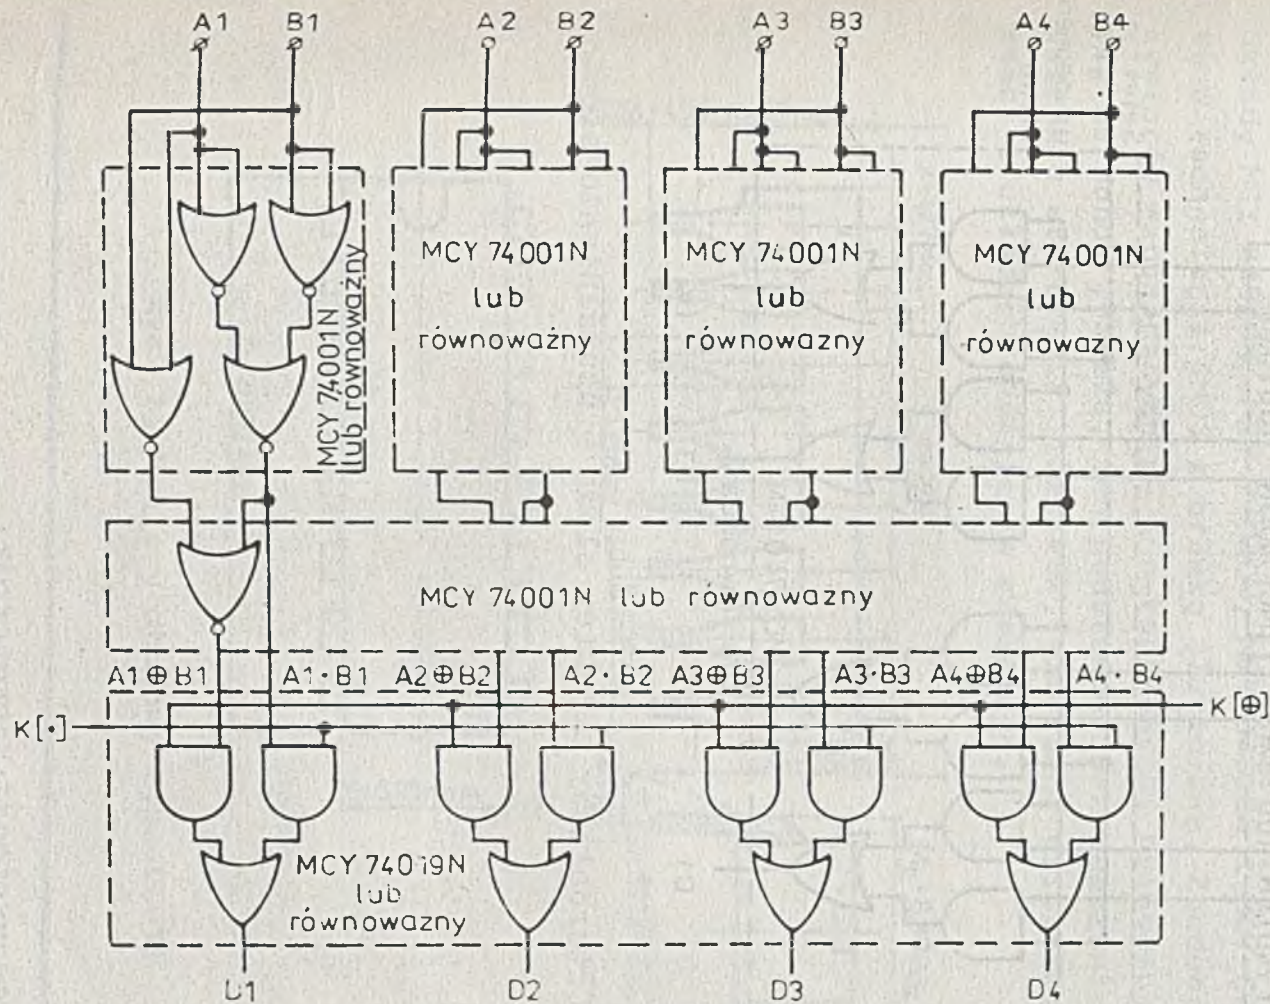 A1 B1 A2 B2 A3 B3 A4 B4
MCY 74001N
lub równoważny
MCY 74001N
lub
równoważny
MCY 74001N
lub
równoważny
MCY 74001N
lub
równoważny
MCY 74001N lub równoważny
A1⊕B1 A1·B1 A2⊕B2 A2·B2 A3⊕B3 A3·B3 A4⊕B4 A4·B4
K[·] K[⊕]
MCY 74019N
lub
równoważny
D1 D2 D3 D4